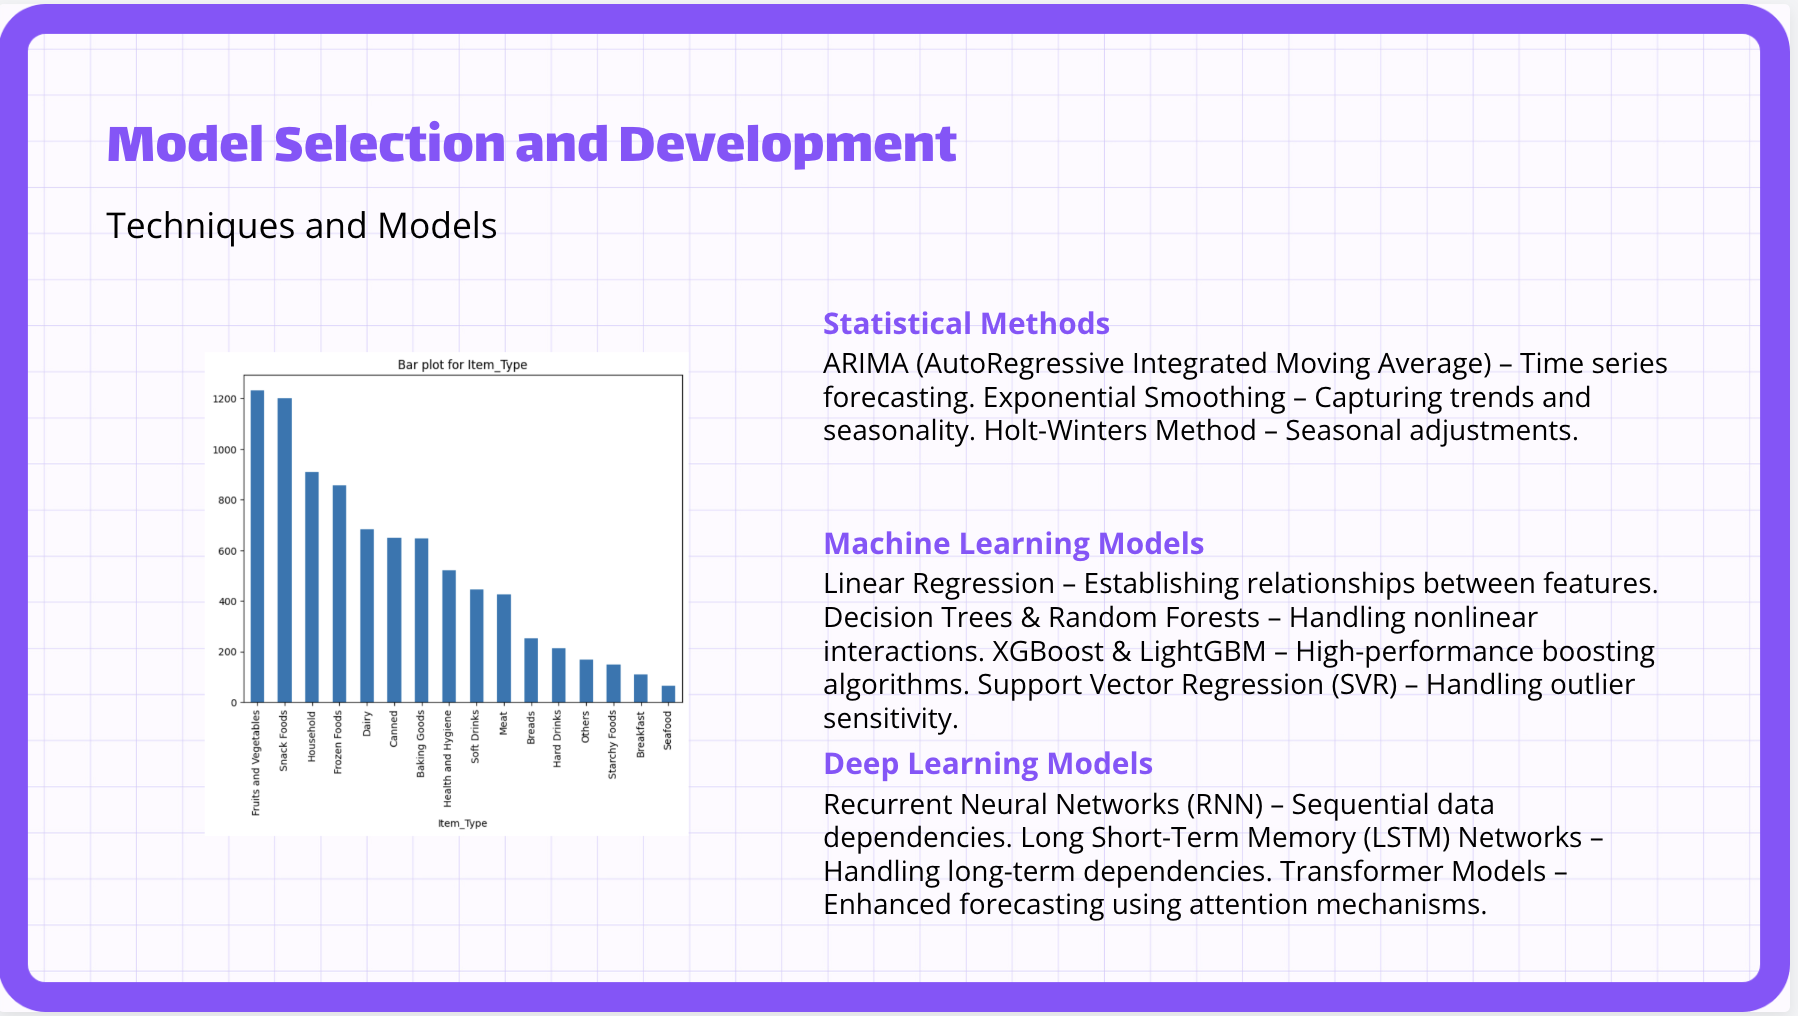 Model Selection and Development
Techniques and Models
Bar plot for Item_Type
1200
1000
800
600
400
200
0
Fruits and Vegetables
Snack Foods
Household
Frozen Foods
Dairy
Canned
Baking Goods
Health and Hygiene
Soft Drinks
Meat
Breads
Hard Drinks
Others
Starchy Foods
Breakfast
Seafood
Item_Type
Statistical Methods
ARIMA (AutoRegressive Integrated Moving Average) – Time series
forecasting. Exponential Smoothing – Capturing trends and
seasonality. Holt-Winters Method – Seasonal adjustments.
Machine Learning Models
Linear Regression – Establishing relationships between features.
Decision Trees & Random Forests – Handling nonlinear
interactions. XGBoost & LightGBM – High-performance boosting
algorithms. Support Vector Regression (SVR) – Handling outlier
sensitivity.
Deep Learning Models
Recurrent Neural Networks (RNN) – Sequential data
dependencies. Long Short-Term Memory (LSTM) Networks –
Handling long-term dependencies. Transformer Models –
Enhanced forecasting using attention mechanisms.